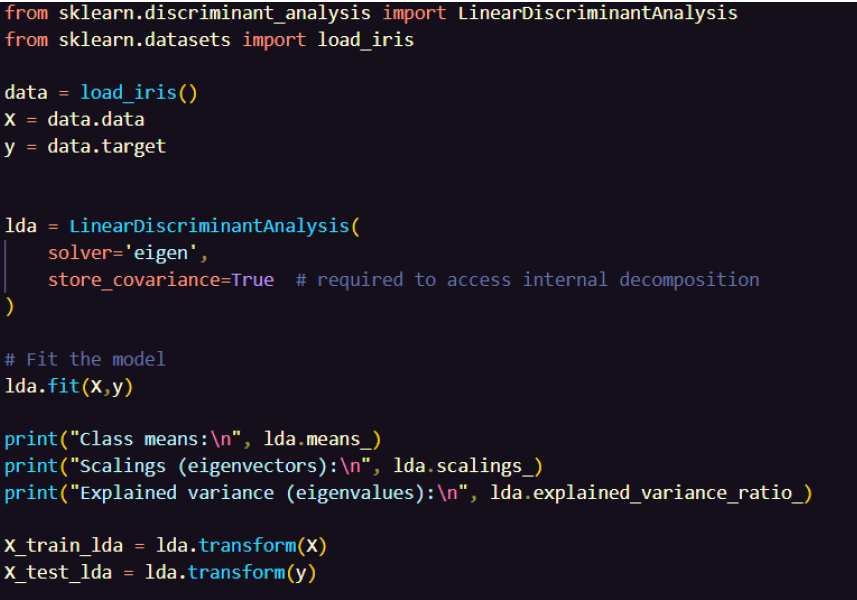 from sklearn.discriminant_analysis import LinearDiscriminantAnalysis
from sklearn.datasets import load_iris
data = load_iris()
X = data.data
y = data.target
lda = LinearDiscriminantAnalysis(
    solver='eigen',
    store_covariance=True  # required to access internal decomposition
)
# Fit the model
lda.fit(X,y)
print("Class means:\n", lda.means_)
print("Scalings (eigenvectors):\n", lda.scalings_)
print("Explained variance (eigenvalues):\n", lda.explained_variance_ratio_)
X_train_lda = lda.transform(X)
X_test_lda = lda.transform(y)